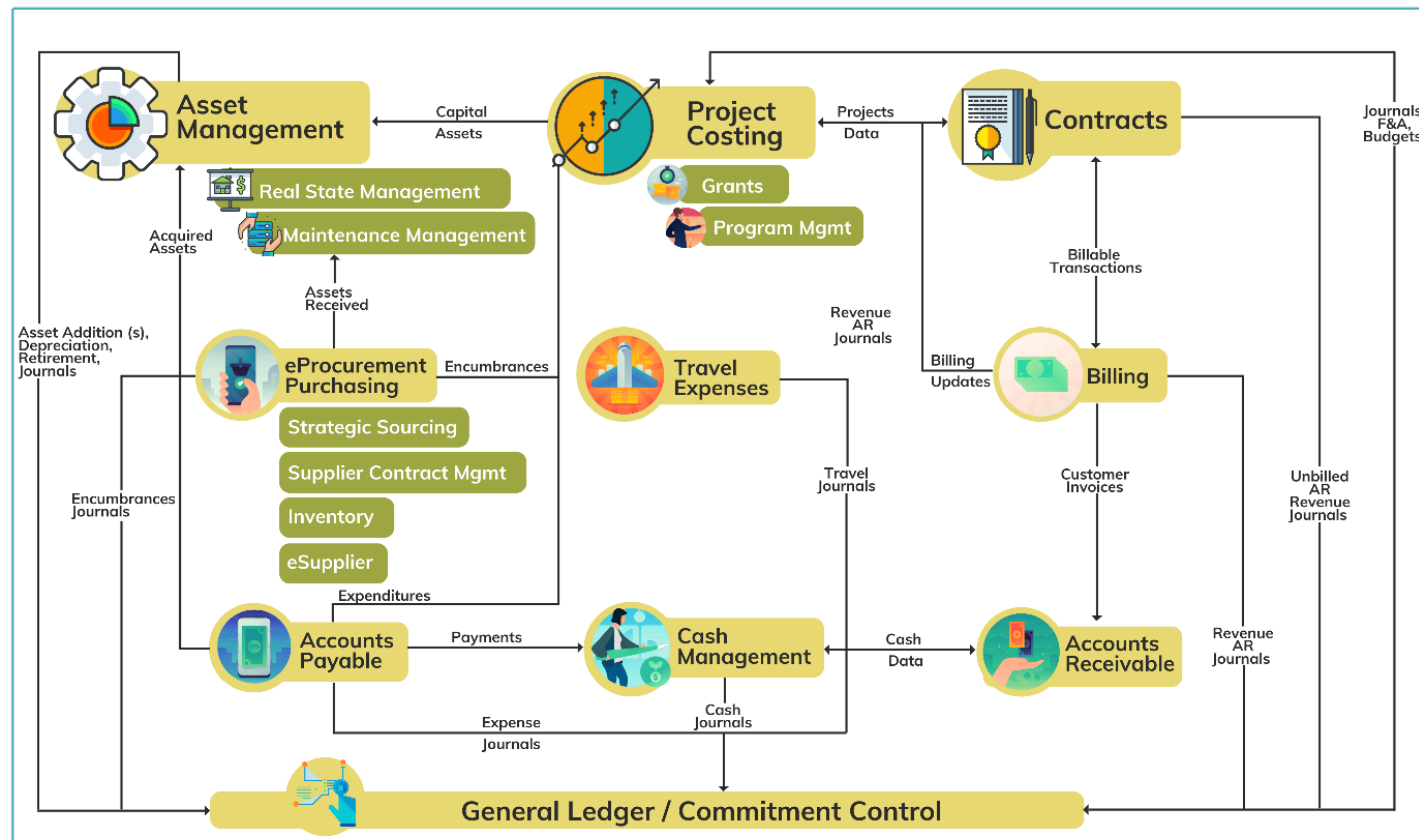 Asset
Management
Capital
Assets
Project
Costing
Projects
Data
Contracts
Journals
F&A,
Budgets
Real State Management
Maintenance Management
Grants
Program Mgmt
Acquired
Assets
Assets
Received
Billable
Transactions
Asset Addition (s),
Depreciation,
Retirement,
Journals
eProcurement
Purchasing
Encumbrances
Travel
Expenses
Revenue
AR
Journals
Billing
Updates
Billing
Strategic Sourcing
Supplier Contract Mgmt
Inventory
eSupplier
Encumbrances
Journals
Travel
Journals
Customer
Invoices
Unbilled
AR
Revenue
Journals
Expenditures
Accounts
Payable
Payments
Cash
Management
Cash
Data
Accounts
Receivable
Revenue
AR
Journals
Expense
Journals
Cash
Journals
General Ledger / Commitment Control